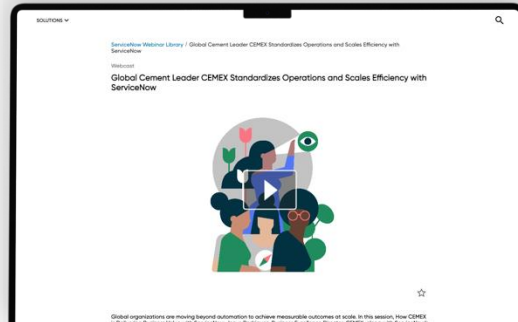 SOLUTIONS
ServiceNow Webinar Library / Global Cement Leader CEMEX Standardizes Operations and Scales Efficiency with
ServiceNow
Webcast
Global Cement Leader CEMEX Standardizes Operations and Scales Efficiency with
ServiceNow
Global organizations are moving beyond automation to achieve measurable outcomes at scale. In this session, How CEMEX